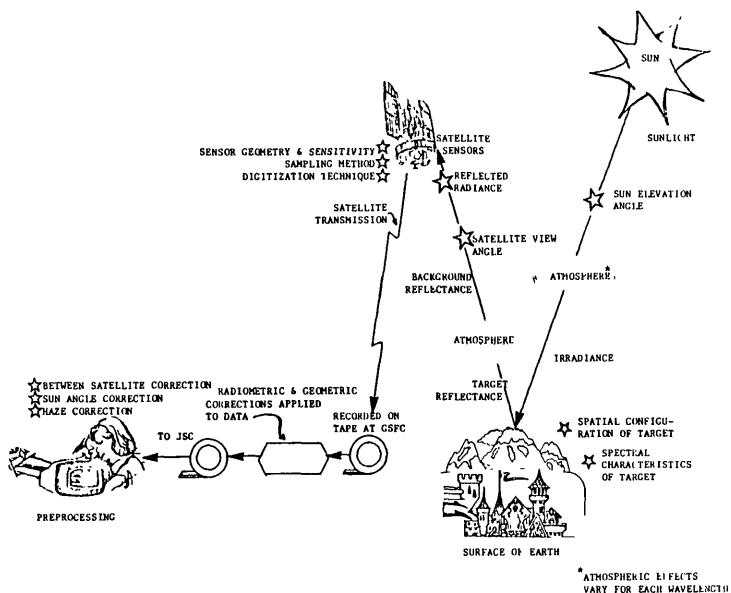 SUN
SUNLIGHT
SATELLITE
SENSORS
SENSOR GEOMETRY & SENSITIVITY
SAMPLING METHOD
DIGITIZATION TECHNIQUE
REFLECTED
RADIANCE
SUN ELEVATION
ANGLE
SATELLITE
TRANSMISSION
SATELLITE VIEW
ANGLE
BACKGROUND
REFLECTANCE
ATMOSPHERE*
ATMOSPHERE
IRRADIANCE
TARGET
REFLECTANCE
BETWEEN SATELLITE CORRECTION
SUN ANGLE CORRECTION
HAZE CORRECTION
RADIOMETRIC & GEOMETRIC
CORRECTIONS APPLIED
TO DATA
RECORDED ON
TAPE AT GSFC
TO JSC
SPATIAL CONFIGU-
RATION OF TARGET
SPECTRAL
CHARACTERISTICS
OF TARGET
PREPROCESSING
SURFACE OF EARTH
*ATMOSPHERIC EFFECTS
VARY FOR EACH WAVELENGTH